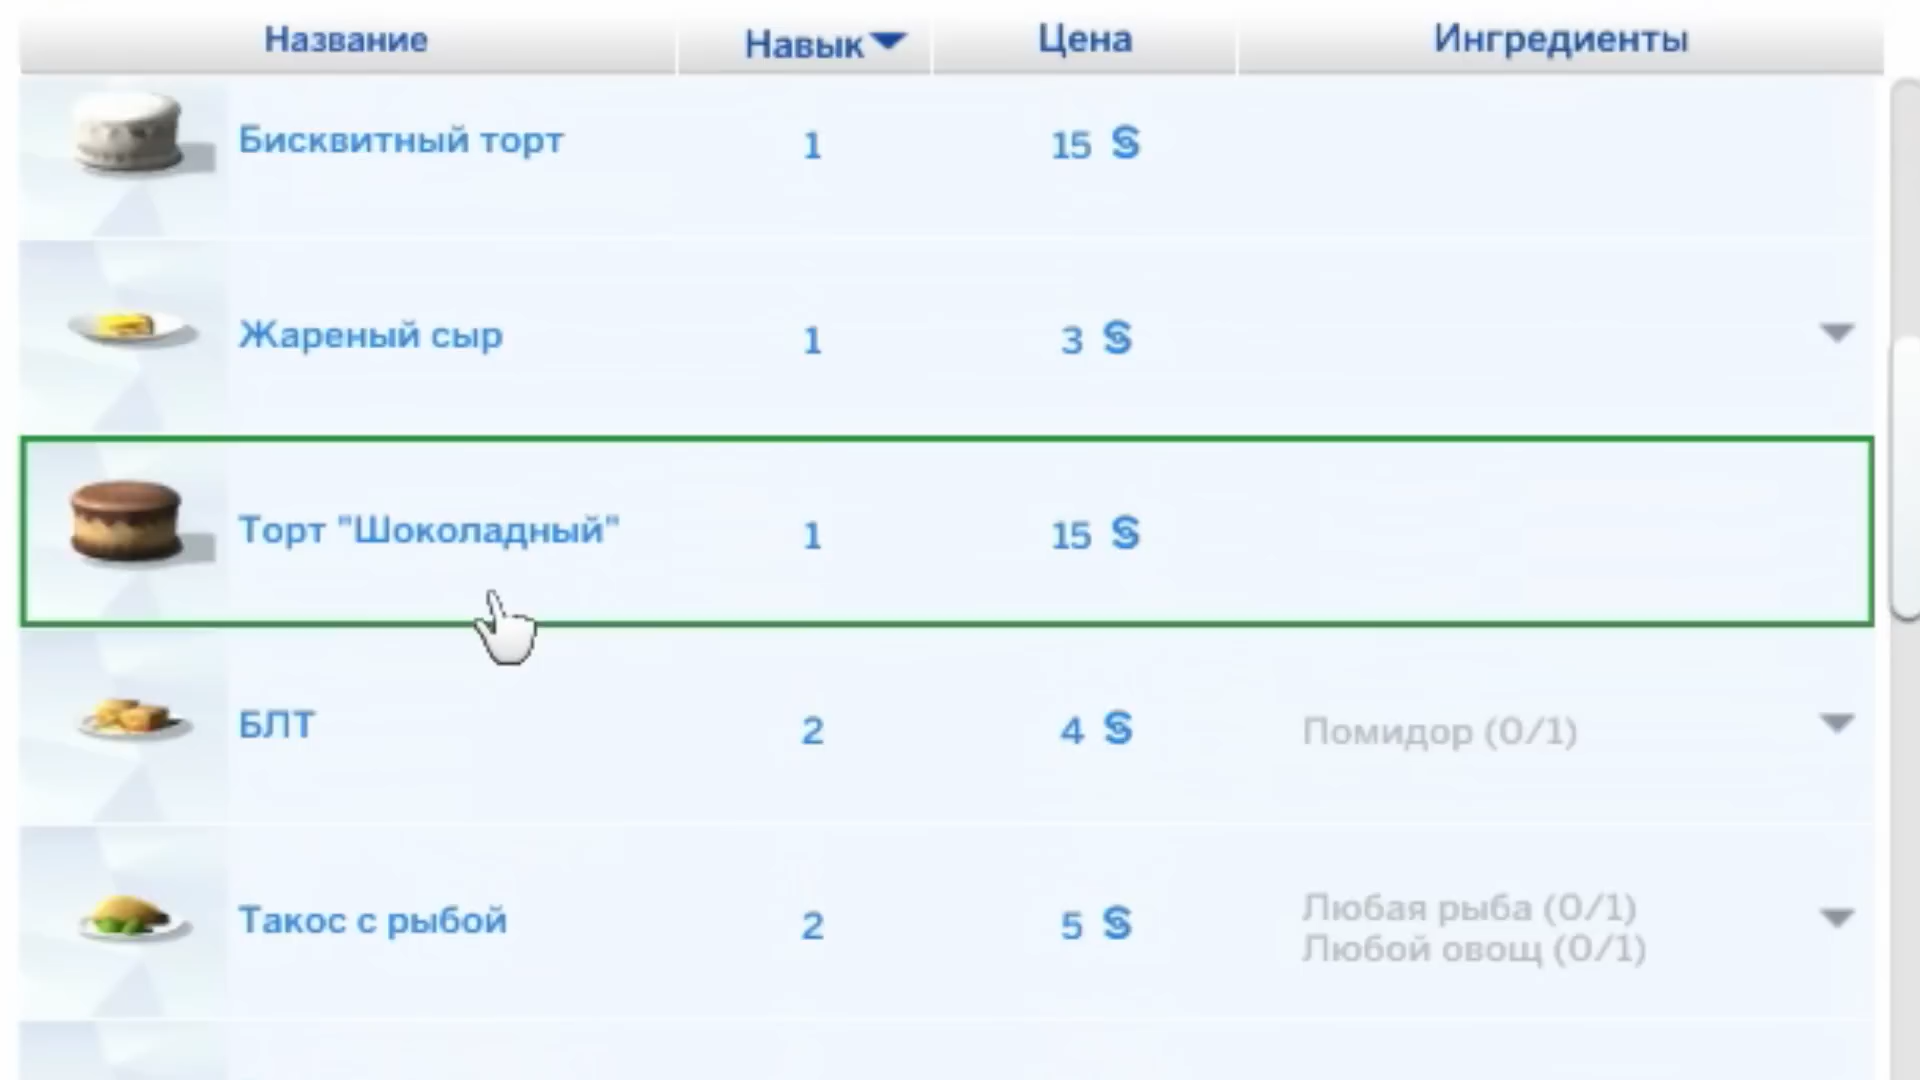 Название Навык Цена Ингредиенты
Бисквитный торт 1 15 §
Жареный сыр 1 3 §
Торт "Шоколадный" 1 15 §
БЛТ 2 4 § Помидор (0/1)
Такос с рыбой 2 5 § Любая рыба (0/1)
Любой овощ (0/1)